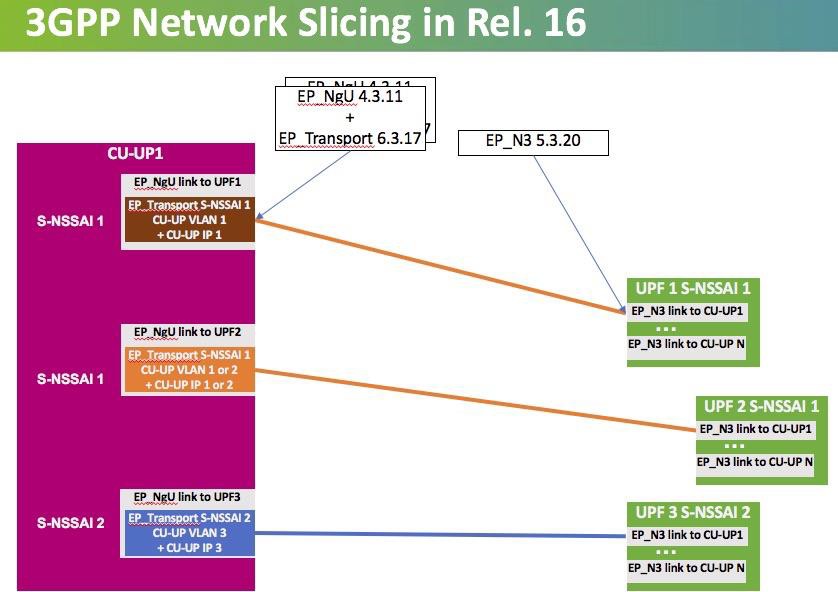 3GPP Network Slicing in Rel. 16
EP_NgU 4.3.11
EP_NgU 4.3.11
+
EP_Transport 6.3.17
7
EP_N3 5.3.20
CU-UP1
EP_NgU link to UPF1
S-NSSAI 1
EP_Transport S-NSSAI 1
CU-UP VLAN 1
+ CU-UP IP 1
UPF 1 S-NSSAI 1
EP_N3 link to CU-UP1
...
EP_N3 link to CU-UP N
EP_NgU link to UPF2
S-NSSAI 1
EP_Transport S-NSSAI 1
CU-UP VLAN 1 or 2
+ CU-UP IP 1 or 2
UPF 2 S-NSSAI 1
EP_N3 link to CU-UP1
...
EP_N3 link to CU-UP N
EP_NgU link to UPF3
S-NSSAI 2
EP_Transport S-NSSAI 2
CU-UP VLAN 3
+ CU-UP IP 3
UPF 3 S-NSSAI 2
EP_N3 link to CU-UP1
...
EP_N3 link to CU-UP N